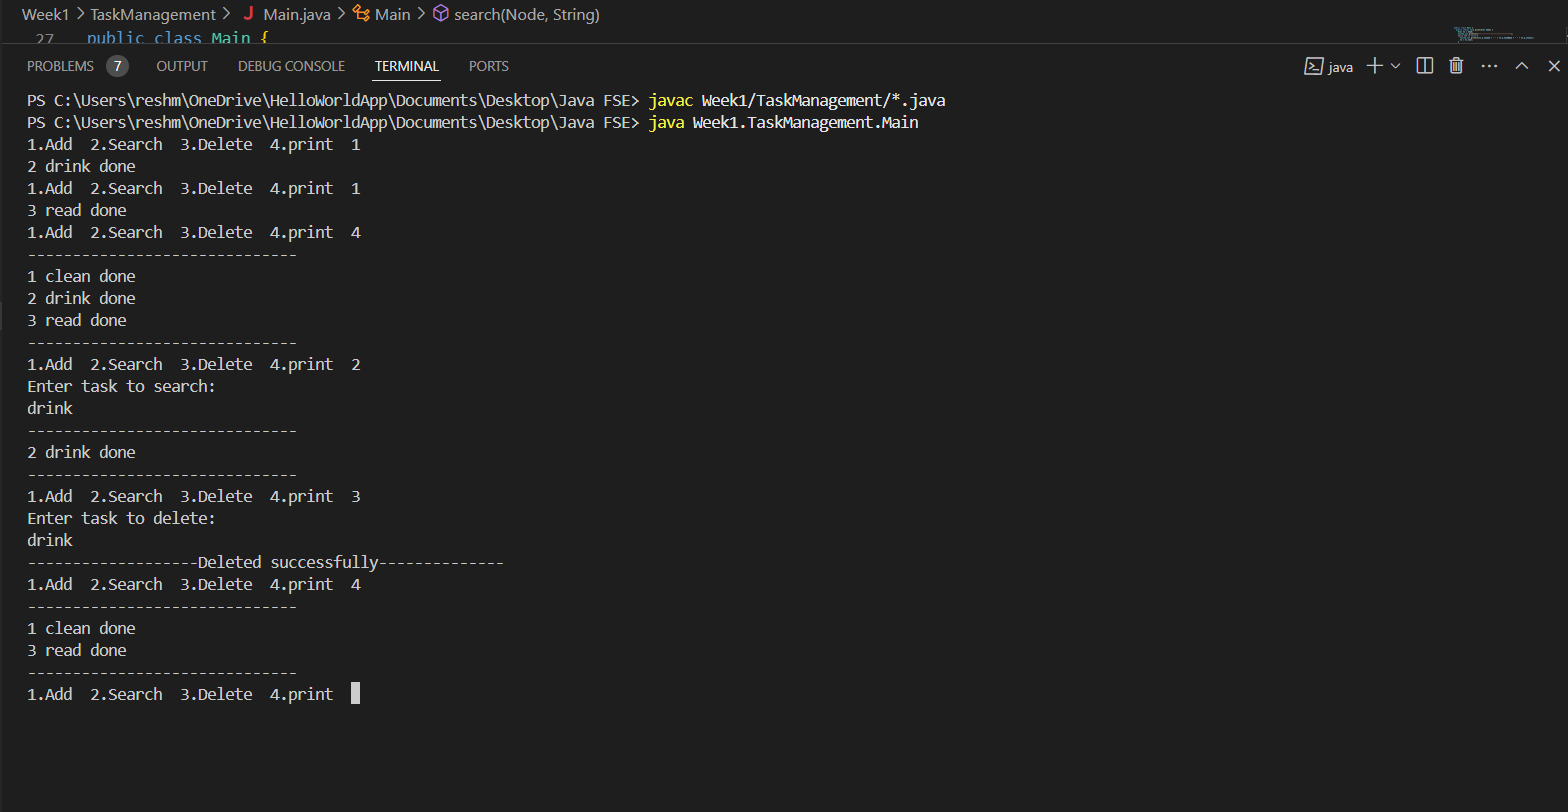 Week1 > TaskManagement > J Main.java > Main > search(Node, String)
27 public class Main {
PROBLEMS 7 OUTPUT DEBUG CONSOLE TERMINAL PORTS java
PS C:\Users\reshm\OneDrive\HelloWorldApp\Documents\Desktop\Java FSE> javac Week1/TaskManagement/*.java
PS C:\Users\reshm\OneDrive\HelloWorldApp\Documents\Desktop\Java FSE> java Week1.TaskManagement.Main
1.Add  2.Search  3.Delete  4.print  1
2 drink done
1.Add  2.Search  3.Delete  4.print  1
3 read done
1.Add  2.Search  3.Delete  4.print  4
------------------------------
1 clean done
2 drink done
3 read done
------------------------------
1.Add  2.Search  3.Delete  4.print  2
Enter task to search:
drink
------------------------------
2 drink done
------------------------------
1.Add  2.Search  3.Delete  4.print  3
Enter task to delete:
drink
-------------------Deleted successfully--------------
1.Add  2.Search  3.Delete  4.print  4
------------------------------
1 clean done
3 read done
------------------------------
1.Add  2.Search  3.Delete  4.print